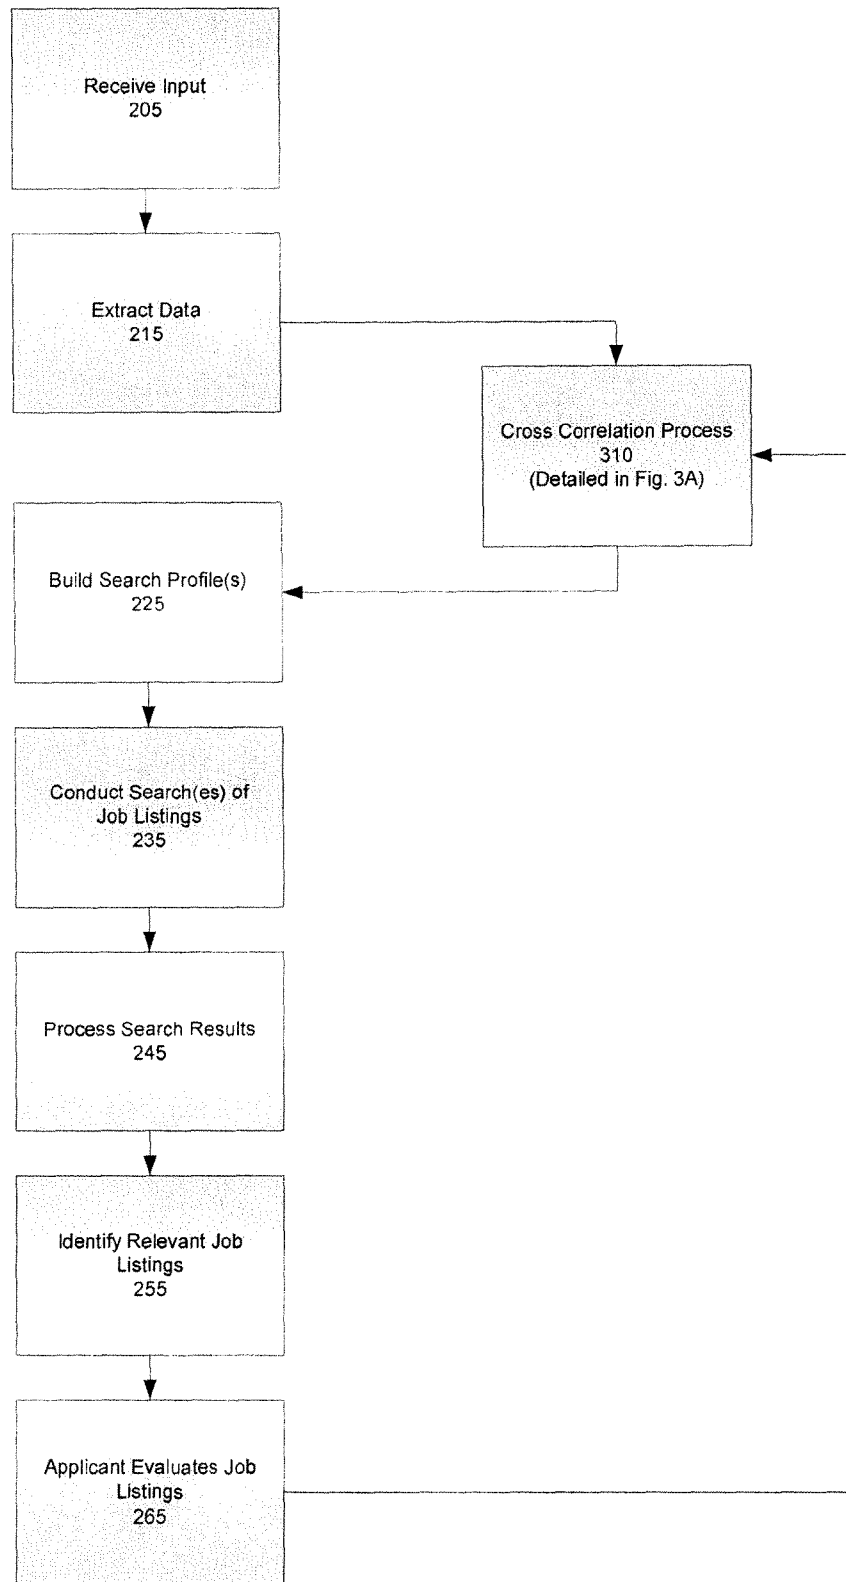 Receive Input
205
Extract Data
215
Cross Correlation Process
310
(Detailed in Fig. 3A)
Build Search Profile(s)
225
Conduct Search(es) of
Job Listings
235
Process Search Results
245
Identify Relevant Job
Listings
255
Applicant Evaluates Job
Listings
265